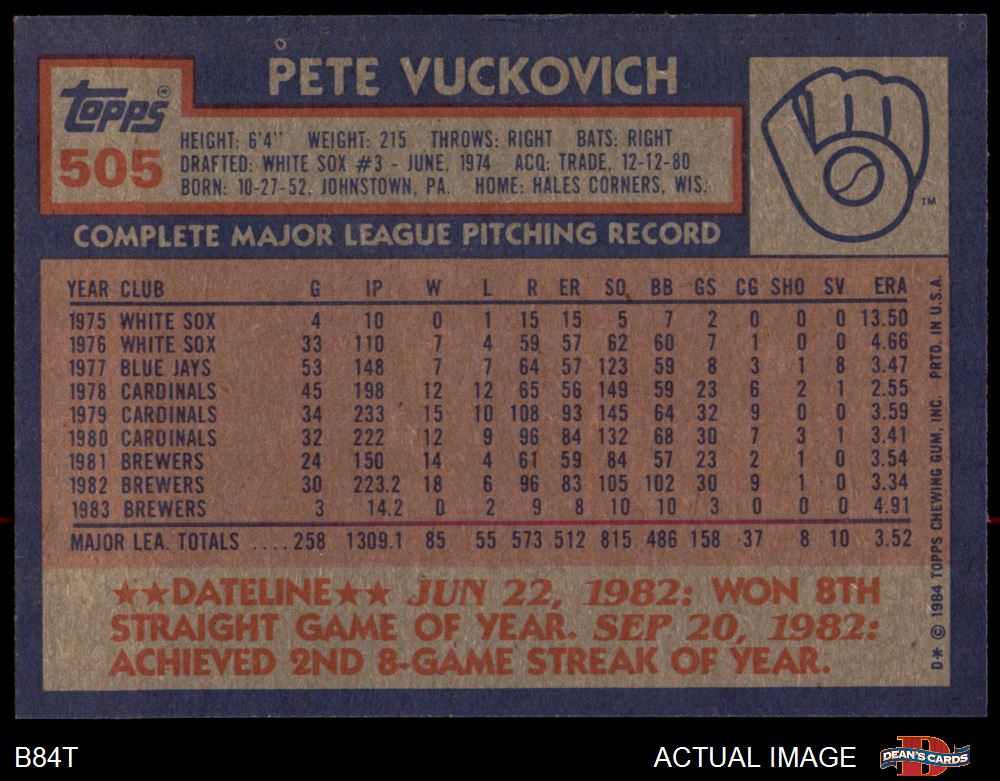 PETE VUCKOVICH
Topps
505
HEIGHT: 6'4" WEIGHT: 215 THROWS: RIGHT BATS: RIGHT
DRAFTED: WHITE SOX #3 - JUNE, 1974 ACQ: TRADE, 12-12-80
BORN: 10-27-52, JOHNSTOWN, PA. HOME: HALES CORNERS, WIS.
TM
COMPLETE MAJOR LEAGUE PITCHING RECORD
YEAR CLUB G IP W L R ER SO BB GS CG SHO SV ERA
1975 WHITE SOX 4 10 0 1 15 15 5 7 2 0 0 0 13.50
1976 WHITE SOX 33 110 7 4 59 57 62 60 7 1 0 0 4.66
1977 BLUE JAYS 53 148 7 7 64 57 123 59 8 3 1 8 3.47
1978 CARDINALS 45 198 12 12 65 56 149 59 23 6 2 1 2.55
1979 CARDINALS 34 233 15 10 108 93 145 64 32 9 0 0 3.59
1980 CARDINALS 32 222 12 9 96 84 132 68 30 7 3 1 3.41
1981 BREWERS 24 150 14 4 61 59 84 57 23 2 1 0 3.54
1982 BREWERS 30 223.2 18 6 96 83 105 102 30 9 1 0 3.34
1983 BREWERS 3 14.2 0 2 9 8 10 10 3 0 0 0 4.91
MAJOR LEA. TOTALS ....258 1309.1 85 55 573 512 815 486 158 37 8 10 3.52
★★DATELINE★★ JUN 22, 1982: WON 8TH
STRAIGHT GAME OF YEAR. SEP 20, 1982:
ACHIEVED 2ND 8-GAME STREAK OF YEAR.
D* © 1984 TOPPS CHEWING GUM, INC. PRTD. IN U.S.A.
B84T
ACTUAL IMAGE
D
DEAN'S CARDS